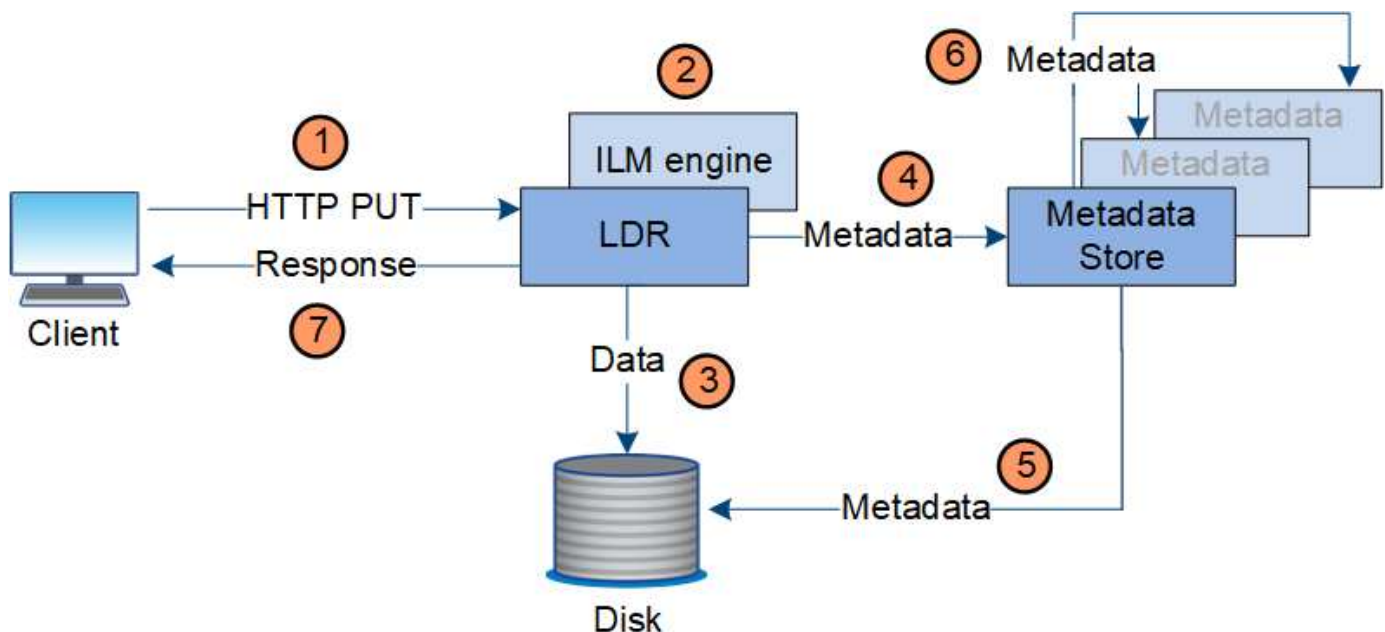 2
6
Metadata
Metadata
Metadata
1
ILM engine
4
HTTP PUT
LDR
Metadata
Metadata
Store
Response
7
Client
Data
3
5
Metadata
Disk